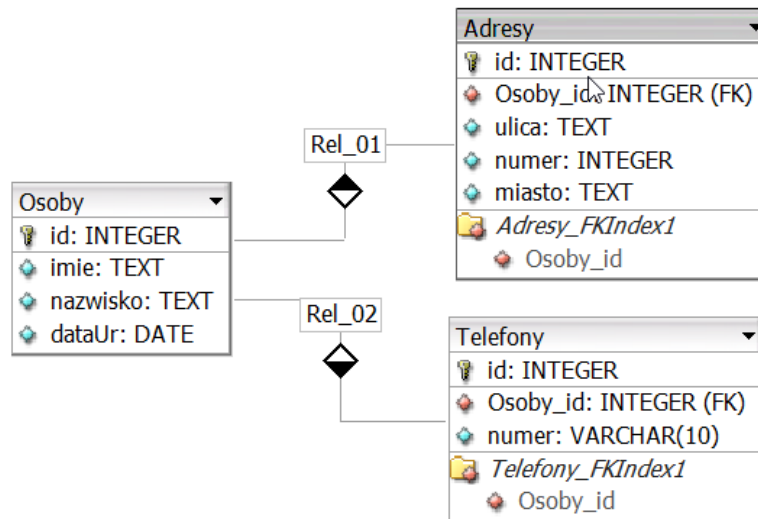 Osoby
id: INTEGER
imie: TEXT
nazwisko: TEXT
dataUr: DATE
Rel_01
Rel_02
Adresy
id: INTEGER
Osoby_id: INTEGER (FK)
ulica: TEXT
numer: INTEGER
miasto: TEXT
Adresy_FKIndex1
Osoby_id
Telefony
id: INTEGER
Osoby_id: INTEGER (FK)
numer: VARCHAR(10)
Telefony_FKIndex1
Osoby_id